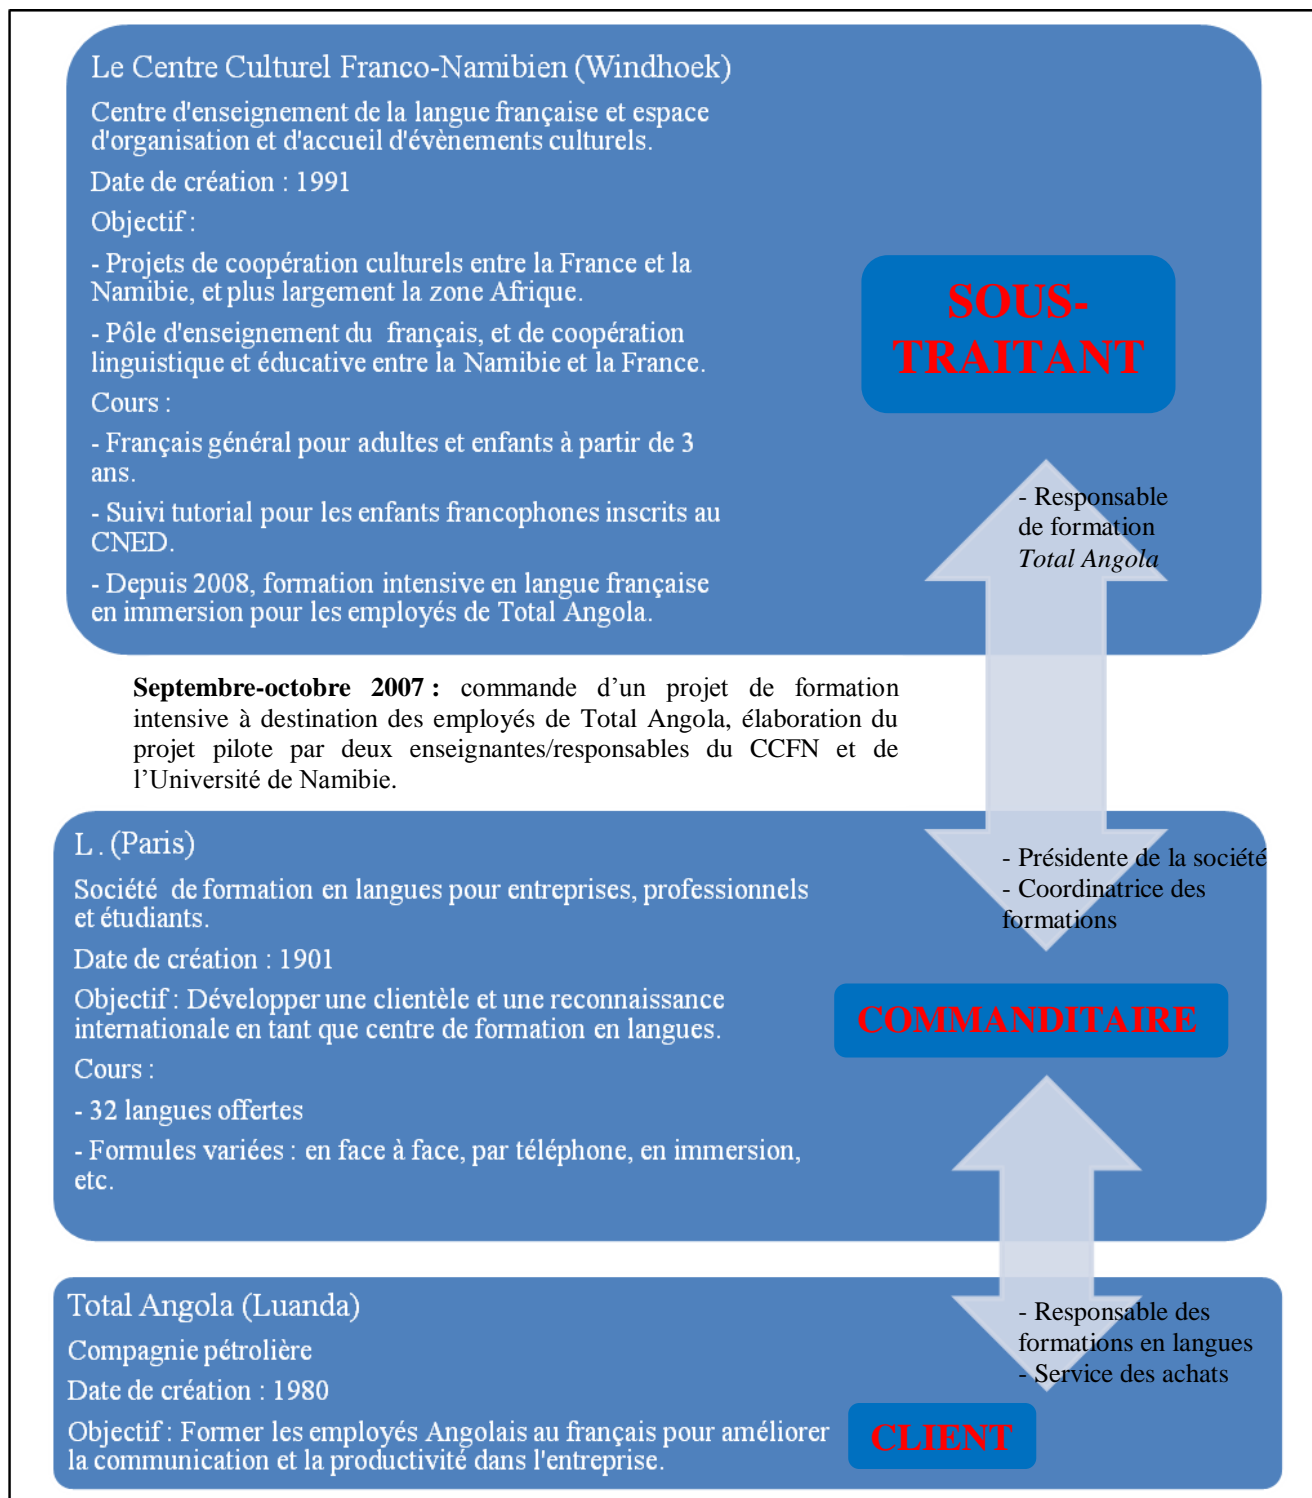 Le Centre Culturel Franco-Namibien (Windhoek)
Centre d'enseignement de la langue française et espace
d'organisation et d'accueil d'évènements culturels.
Date de création : 1991
Objectif :
- Projets de coopération culturels entre la France et la
Namibie, et plus largement la zone Afrique.
- Pôle d'enseignement du français, et de coopération
linguistique et éducative entre la Namibie et la France.
Cours :
- Français général pour adultes et enfants à partir de 3
ans.
- Suivi tutorial pour les enfants francophones inscrits au
CNED.
- Depuis 2008, formation intensive en langue française
en immersion pour les employés de Total Angola.
SOUS-
TRAITANT
- Responsable
de formation
Total Angola
Septembre-octobre 2007 : commande d’un projet de formation
intensive à destination des employés de Total Angola, élaboration du
projet pilote par deux enseignantes/responsables du CCFN et de
l’Université de Namibie.
L . (Paris)
Société de formation en langues pour entreprises, professionnels
et étudiants.
Date de création : 1901
Objectif : Développer une clientèle et une reconnaissance
internationale en tant que centre de formation en langues.
Cours :
- 32 langues offertes
- Formules variées : en face à face, par téléphone, en immersion,
etc.
- Présidente de la société
- Coordinatrice des
formations
COMMANDITAIRE
Total Angola (Luanda)
Compagnie pétrolière
Date de création : 1980
Objectif : Former les employés Angolais au français pour améliorer
la communication et la productivité dans l'entreprise.
- Responsable des
formations en langues
- Service des achats
CLIENT